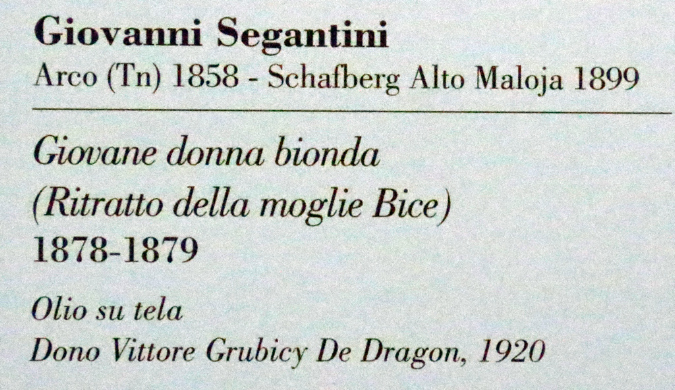 Giovanni Segantini
Arco (Tn) 1858 - Schafberg Alto Maloja 1899
Giovane donna bionda
(Ritratto della moglie Bice)
1878-1879
Olio su tela
Dono Vittore Grubicy De Dragon, 1920